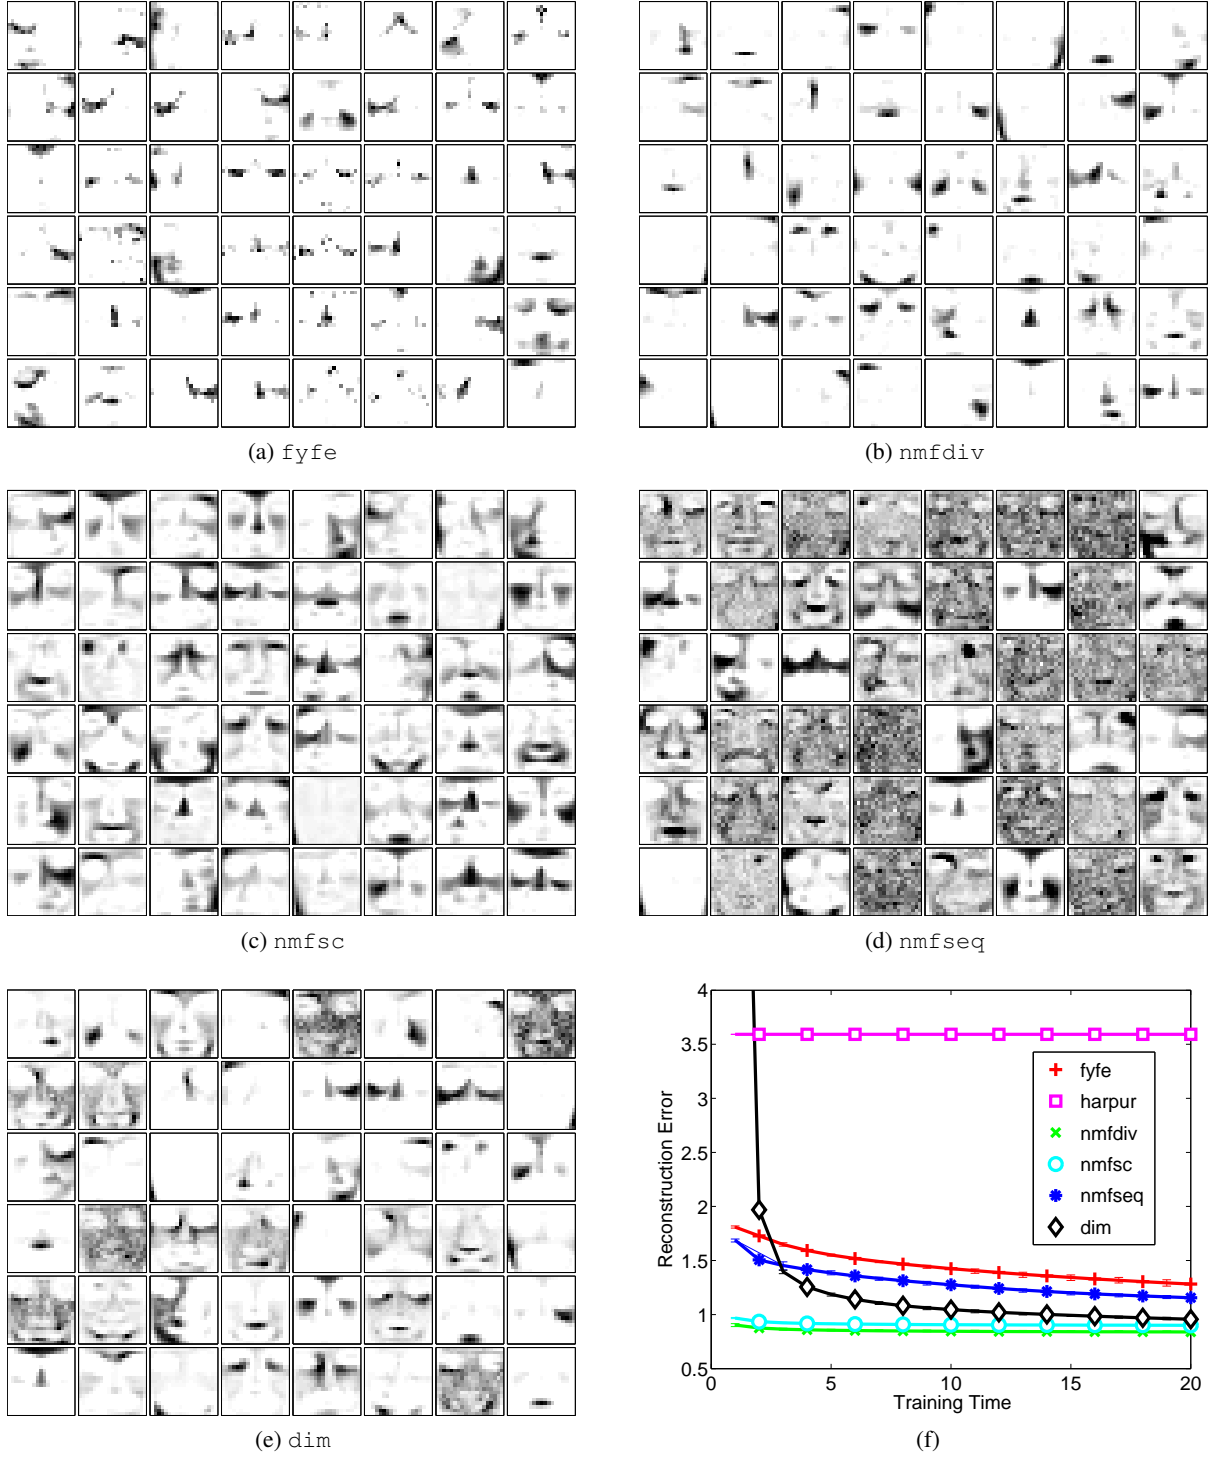 (a) fyfe
(b) nmfdiv
(c) nmfsc
(d) nmfseq
(e) dim
4
3.5
3
2.5
2
1.5
1
0.5
0
5
10
15
20
Reconstruction Error
Training Time
fyfe
harpur
nmfdiv
nmfsc
nmfseq
dim
(f)